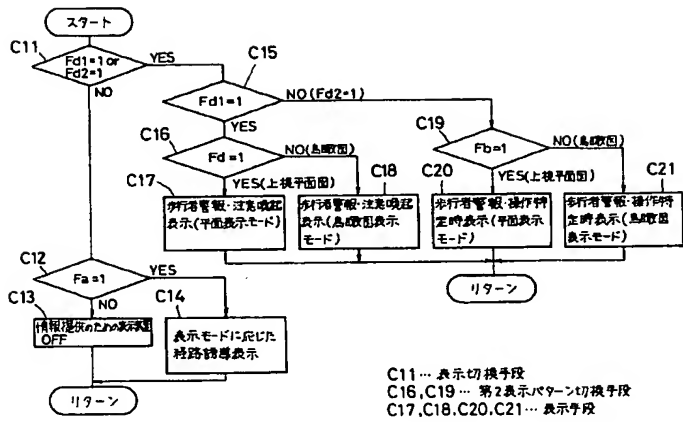 スタート
C11
Fd1=1 or
Fd2=1
YES
NO
C15
Fd1=1
NO(Fd2=1)
YES
C16
Fd=1
NO(鳥瞰図)
YES(上視平面図)
C19
Fb=1
NO(鳥瞰図)
YES(上視平面図)
C17
歩行者警報・注意喚起
表示(平面表示モード)
C18
歩行者警報・注意喚起
表示(鳥瞰図表示
モード)
C20
歩行者警報・操作特
定時表示(平面表示
モード)
C21
歩行者警報・操作特
定時表示(鳥瞰図
表示モード)
リターン
C12
Fa=1
YES
NO
C13
情報提供のための表示装置
OFF
C14
表示モードに応じた
経路誘導表示
リターン
C11… 表示切換手段
C16,C19… 第2表示パターン切換手段
C17,C18.C20,C21… 表示手段